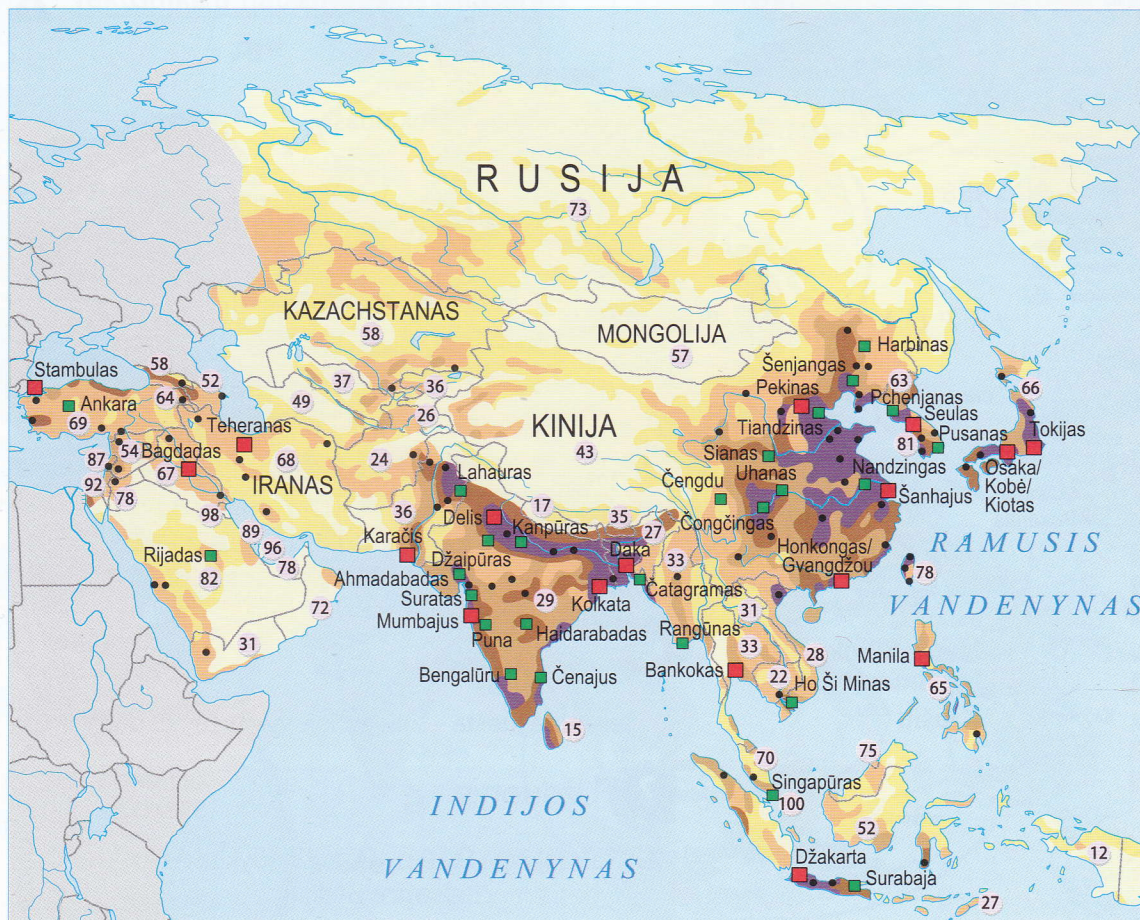 RUSIJA
73
KAZACHSTANAS
58
MONGOLIJA
57
Harbinas
Stambulas
58
52
37
36
Šenjangas
63
Pekinas
Pchenjanas
66
Ankara
64
49
26
Seulas
69
Teheranas
KINIJA
43
Tiandzinas
81
Pusanas
Tokijas
54
Bagdadas
68
24
Sianas
87
67
IRANAS
Lahauras
Uhanas
Nandzingas
Osaka/
Kobė/
Kiotas
92
78
98
36
17
Čengdu
Šanhajus
Delis
Kanpūras
35
27
Čongčingas
89
96
78
Karačis
Daka
33
Honkongas/
Gvangdžou
RAMUSIS
VANDENYNAS
Rijadas
82
Džaipūras
78
Ahmadabadas
Čatagramas
72
Suratas
29
Kolkata
31
Mumbajus
Puna
Haidarabadas
Rangūnas
33
28
31
Manila
Bengalūru
Čenajus
Bankokas
22
Ho Ši Minas
65
15
70
75
Singapūras
100
INDIJOS
VANDENYNAS
52
12
Džakarta
Surabaja
27